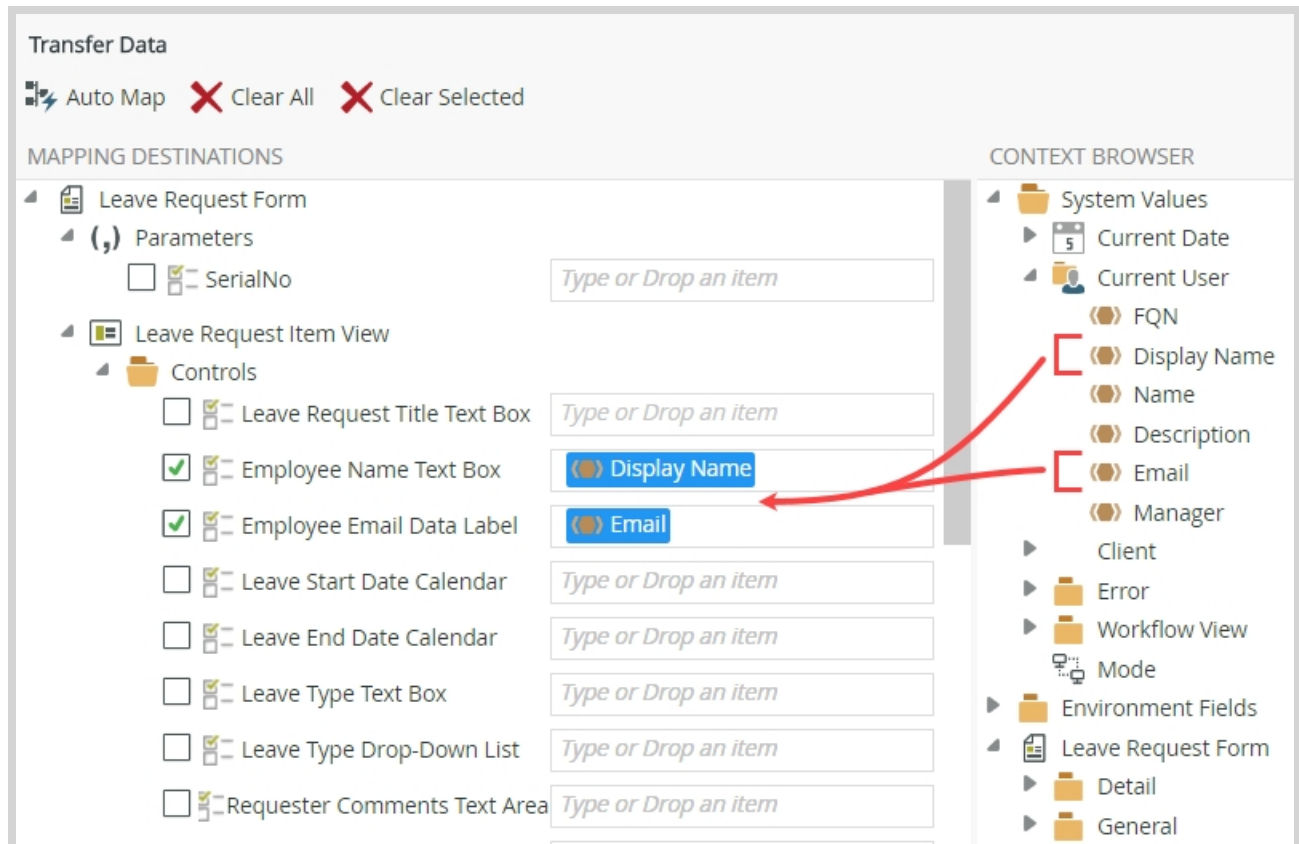 Transfer Data
Auto Map Clear All Clear Selected
MAPPING DESTINATIONS
Leave Request Form
(,) Parameters
SerialNo Type or Drop an item
Leave Request Item View
Controls
Leave Request Title Text Box Type or Drop an item
Employee Name Text Box Display Name
Employee Email Data Label Email
Leave Start Date Calendar Type or Drop an item
Leave End Date Calendar Type or Drop an item
Leave Type Text Box Type or Drop an item
Leave Type Drop-Down List Type or Drop an item
Requester Comments Text Area Type or Drop an item
CONTEXT BROWSER
System Values
5 Current Date
Current User
FQN
Display Name
Name
Description
Email
Manager
Client
Error
Workflow View
Mode
Environment Fields
Leave Request Form
Detail
General